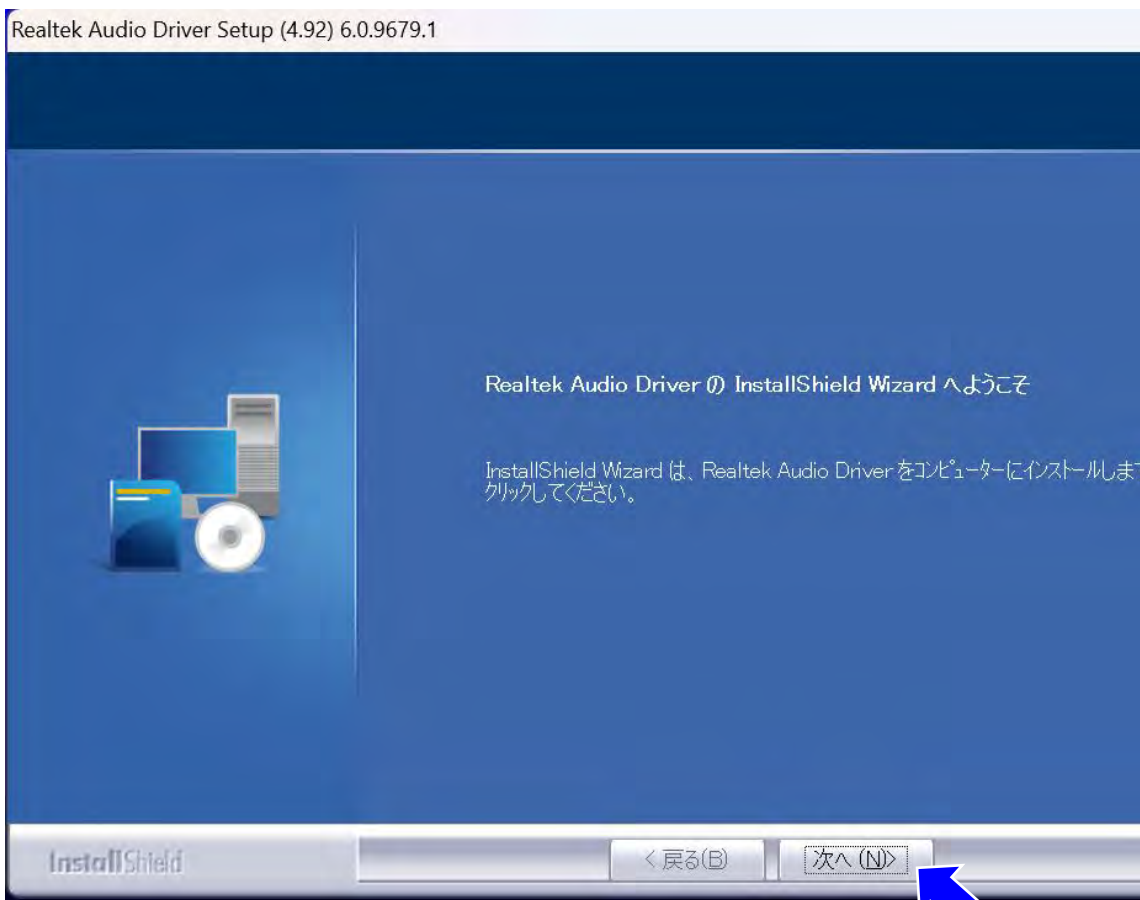 Realtek Audio Driver Setup (4.92) 6.0.9679.1
Realtek Audio Driver の InstallShield Wizard へようこそ
InstallShield Wizard は、Realtek Audio Driver をコンピューターにインストールしま
クリックしてください。
InstallShield
< 戻る(B)
次へ (N)>